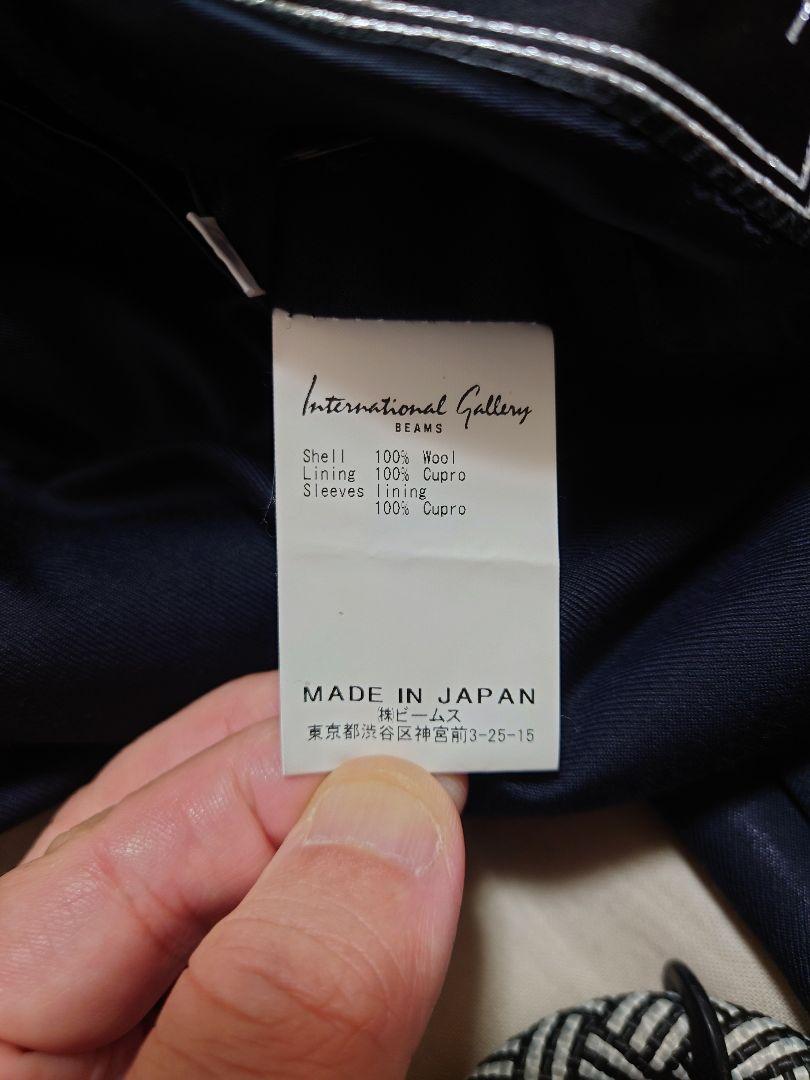 International Gallery
BEAMS
Shell 100% Wool
Lining 100% Cupro
Sleeves lining
100% Cupro
MADE IN JAPAN
㈱ビームス
東京都渋谷区神宮前3-25-15